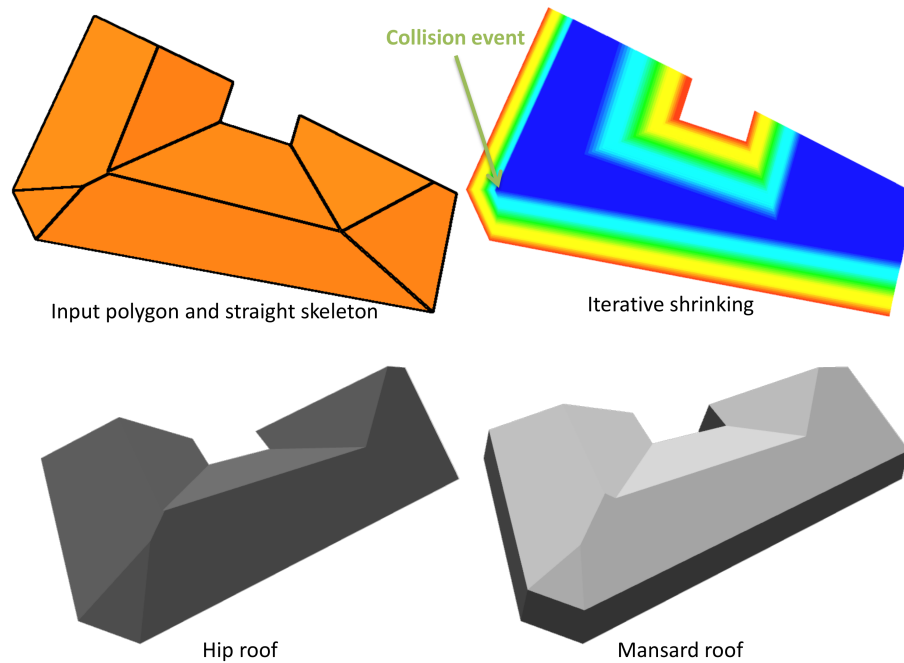 Collision event
Input polygon and straight skeleton
Iterative shrinking
Hip roof
Mansard roof